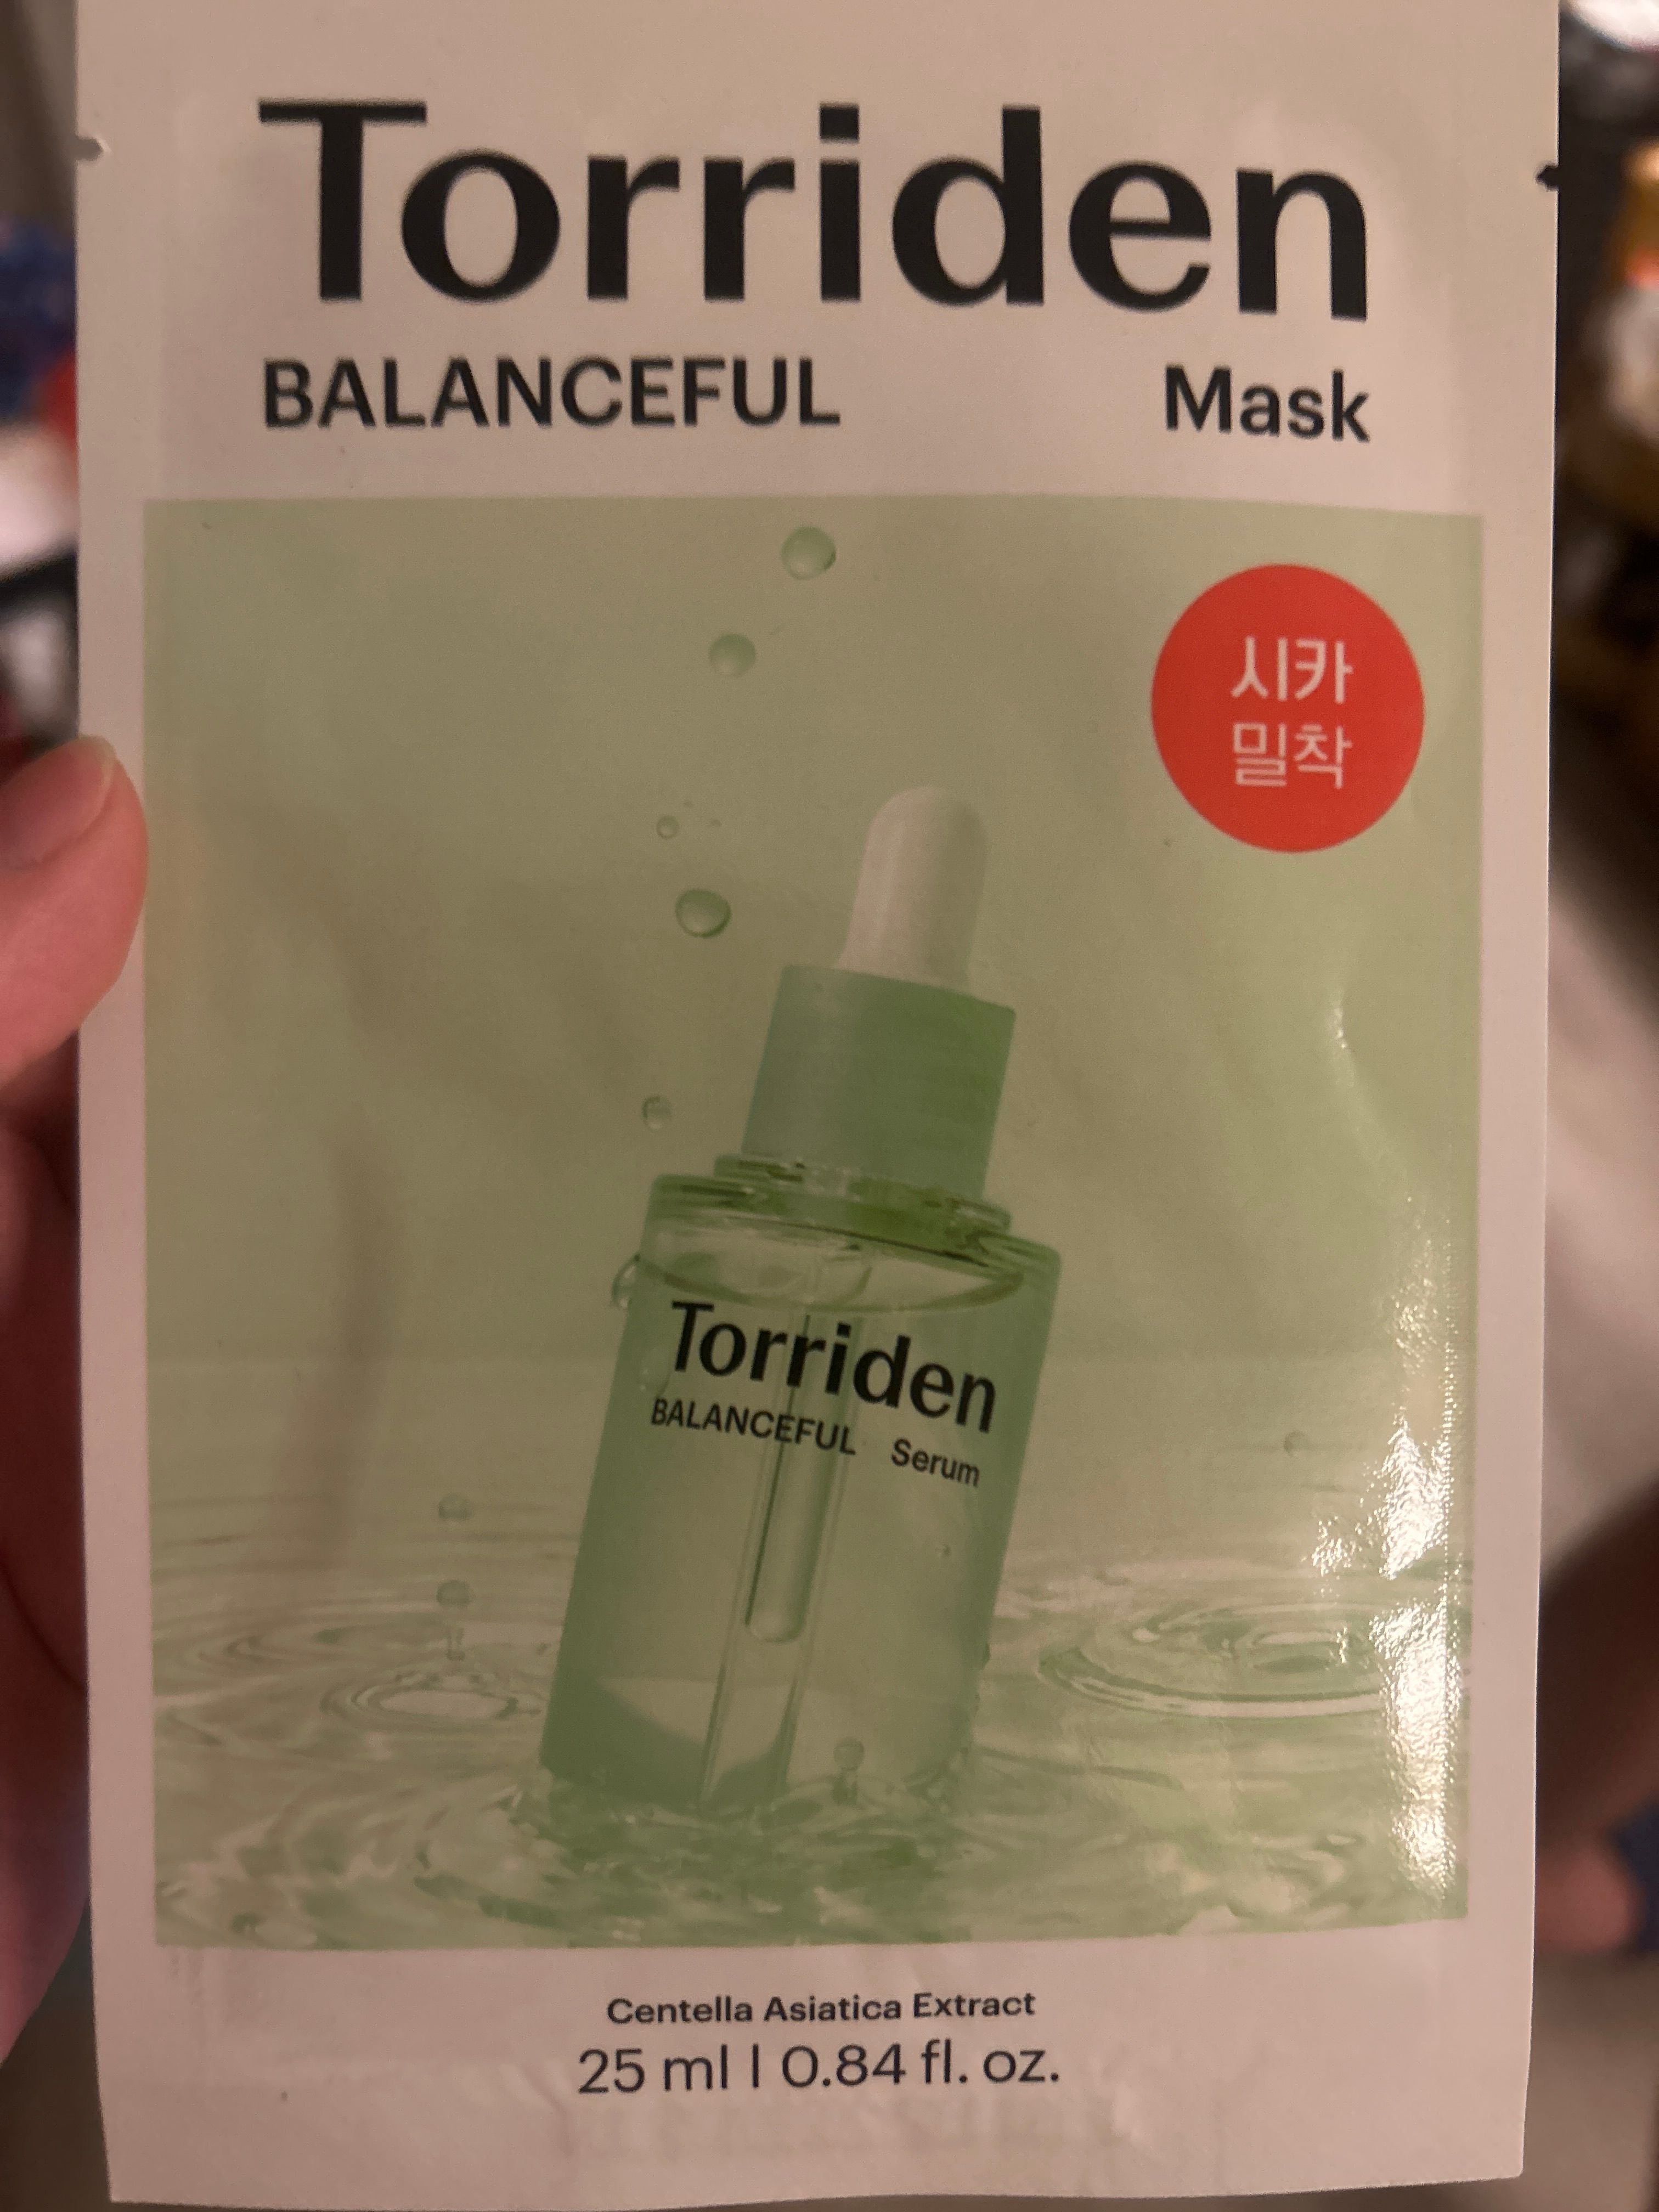 Torriden
BALANCEFUL Mask
시카
밀착
Torriden
BALANCEFUL Serum
Centella Asiatica Extract
25 ml | 0.84 fl. oz.